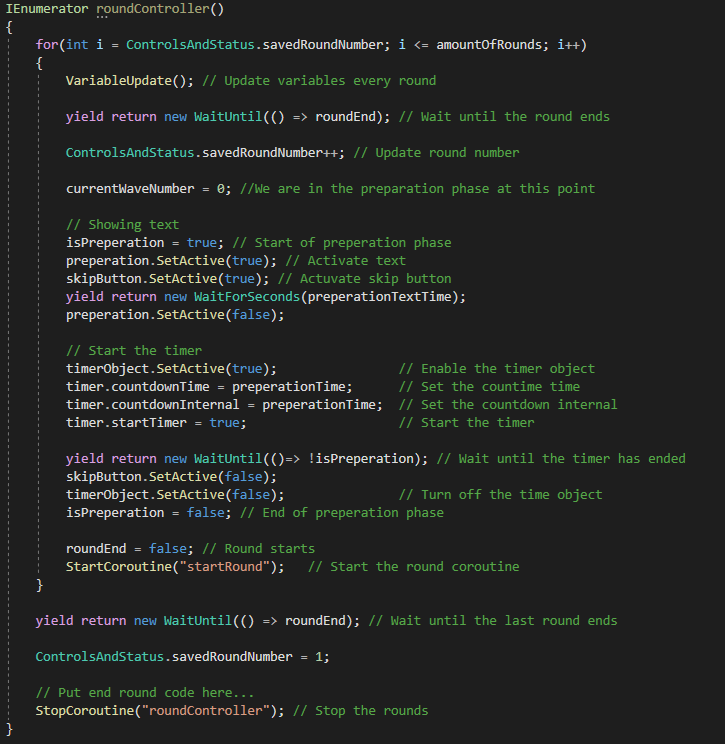 IEnumerator roundController()
{
    for(int i = ControlsAndStatus.savedRoundNumber; i <= amountOfRounds; i++)
    {
        VariableUpdate(); // Update variables every round

        yield return new WaitUntil(() => roundEnd); // Wait until the round ends

        ControlsAndStatus.savedRoundNumber++; // Update round number

        currentWaveNumber = 0; //We are in the preparation phase at this point

        // Showing text
        isPreperation = true; // Start of preperation phase
        preperation.SetActive(true); // Activate text
        skipButton.SetActive(true); // Actuvate skip button
        yield return new WaitForSeconds(preperationTextTime);
        preperation.SetActive(false);

        // Start the timer
        timerObject.SetActive(true);                // Enable the timer object
        timer.countdownTime = preperationTime;      // Set the countime time
        timer.countdownInternal = preperationTime;  // Set the countdown internal
        timer.startTimer = true;                    // Start the timer

        yield return new WaitUntil(()=> !isPreperation); // Wait until the timer has ended
        skipButton.SetActive(false);
        timerObject.SetActive(false);               // Turn off the time object
        isPreperation = false; // End of preperation phase

        roundEnd = false; // Round starts
        StartCoroutine("startRound");   // Start the round coroutine
    }

    yield return new WaitUntil(() => roundEnd); // Wait until the last round ends

    ControlsAndStatus.savedRoundNumber = 1;

    // Put end round code here...
    StopCoroutine("roundController"); // Stop the rounds
}